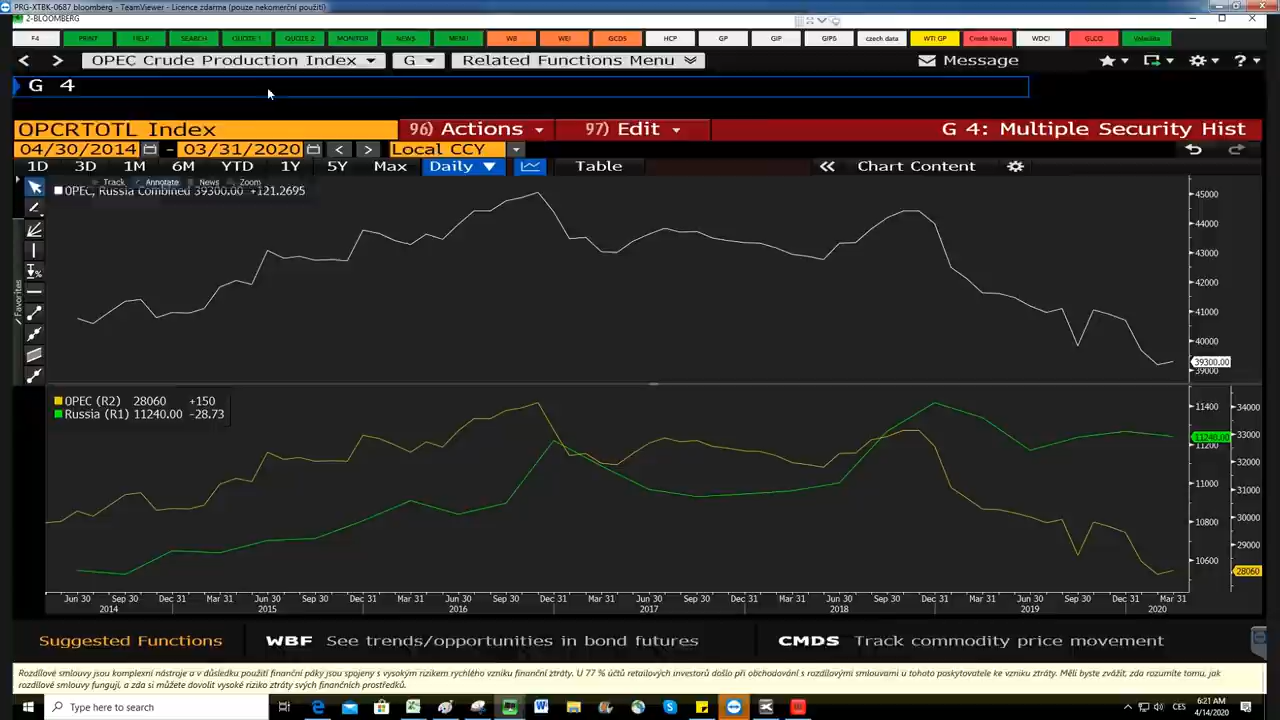 PRG-XTBK-0687 bloomberg - TeamViewer - Licence zdarma (pouze nekomerční použití)
2-BLOOMBERG
F4 PRINT HELP SEARCH QUOTE 1 QUOTE 2 MONITOR NEWS MENU WB WEI GCDS HCP GP GIP GIP5 czech data WTI GP Crude News WDCI GLCO Volatilite
< > OPEC Crude Production Index G Related Functions Menu Message ?
G 4
OPCRTOTL Index 96) Actions 97) Edit G 4: Multiple Security Hist
04/30/2014 - 03/31/2020 < > Local CCY
1D 3D 1M 6M YTD 1Y 5Y Max Daily ▼ Table « Chart Content
Track Annotate News Zoom
OPEC, Russia Combined 39300.00 +121.2695
45000
44000
43000
42000
41000
40000
39300.00
39000
Favorites
OPEC (R2) 28060 +150
Russia (R1) 11240.00 -28.73
11400 34000
11240.00 33000
11200
32000
11000 31000
10800 30000
29000
10600
28060
Jun 30 Sep 30 Dec 31 Mar 31 Jun 30 Sep 30 Dec 31 Mar 31 Jun 30 Sep 30 Dec 31 Mar 31 Jun 30 Sep 30 Dec 31 Mar 31 Jun 30 Sep 30 Dec 31 Mar 31 Jun 30 Sep 30 Dec 31 Mar 31
2014 2015 2016 2017 2018 2019 2020
Suggested Functions WBF See trends/opportunities in bond futures CMDS Track commodity price movement
Rozdílové smlouvy jsou komplexní nástroje a v důsledku použití finanční páky jsou spojeny s vysokým rizikem rychlého vzniku finanční ztráty. U 77 % účtů retailových investorů došlo při obchodování s rozdílovými smlouvami u tohoto poskytovatele ke vzniku ztráty. Měli byste zvážit, zda rozumíte tomu, jak
rozdílové smlouvy fungují, a zda si můžete dovolit vysoké riziko ztráty svých finančních prostředků.
Type here to search CES 6:21 AM
4/14/2020